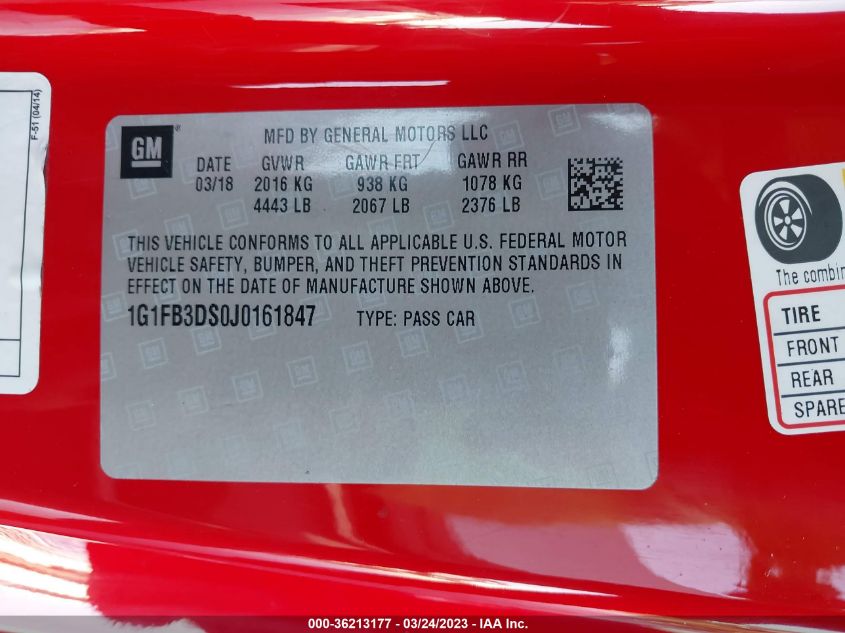 F-51 (04/14)
GM ®
MFD BY GENERAL MOTORS LLC
DATE GVWR GAWR FRT GAWR RR
03/18 2016 KG 938 KG 1078 KG
4443 LB 2067 LB 2376 LB
THIS VEHICLE CONFORMS TO ALL APPLICABLE U.S. FEDERAL MOTOR
VEHICLE SAFETY, BUMPER, AND THEFT PREVENTION STANDARDS IN
EFFECT ON THE DATE OF MANUFACTURE SHOWN ABOVE.
1G1FB3DS0J0161847 TYPE: PASS CAR
The combin
TIRE
FRONT
REAR
SPARE
000-36213177 - 03/24/2023 - IAA Inc.